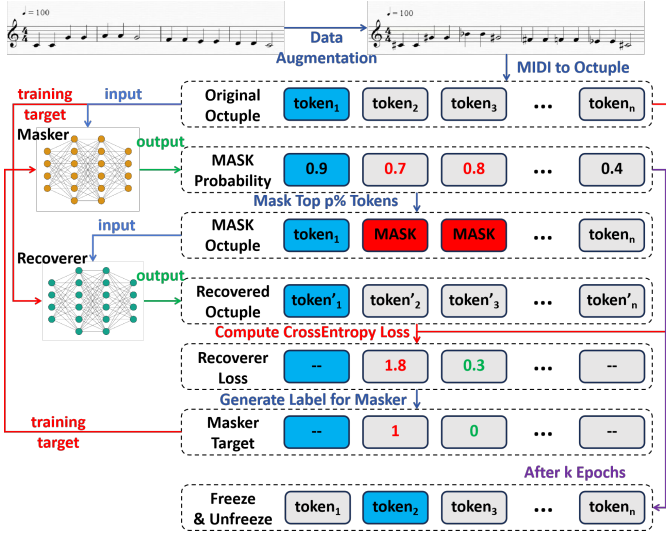 = 100
= 100
4
4
4
4
Data
Augmentation
MIDI to Octuple
training
target
input
Original
Octuple
token1
token2
token3
...
tokenn
Masker
output
MASK
Probability
0.9
0.7
0.8
...
0.4
Mask Top p% Tokens
input
MASK
Octuple
token1
MASK
MASK
...
tokenn
Recoverer
output
Recovered
Octuple
token'1
token'2
token'3
...
token'n
Compute CrossEntropy Loss
Recoverer
Loss
--
1.8
0.3
...
--
Generate Label for Masker
training
target
Masker
Target
--
1
0
...
--
After k Epochs
Freeze
& Unfreeze
token1
token2
token3
...
tokenn